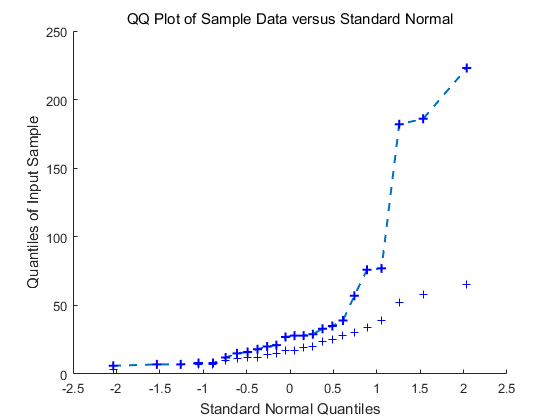 QQ Plot of Sample Data versus Standard Normal
250
200
150
100
50
0
Quantiles of Input Sample
-2.5 -2 -1.5 -1 -0.5 0 0.5 1 1.5 2 2.5
Standard Normal Quantiles